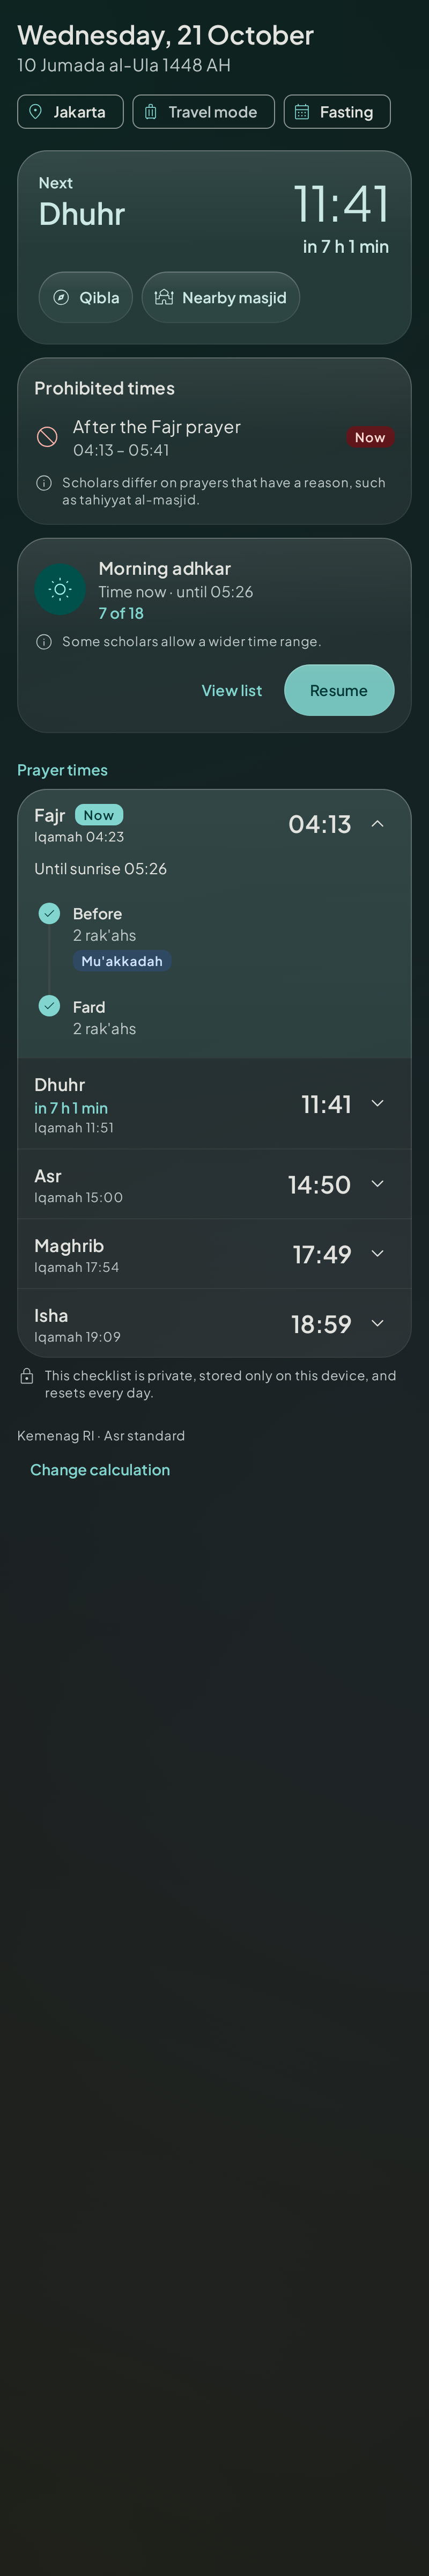 Wednesday, 21 October
10 Jumada al-Ula 1448 AH
Jakarta
Travel mode
Fasting
Next
Dhuhr
11:41
in 7 h 1 min
Qibla
Nearby masjid
Prohibited times
After the Fajr prayer
04:13 – 05:41
Now
Scholars differ on prayers that have a reason, such
as tahiyyat al-masjid.
Morning adhkar
Time now · until 05:26
7 of 18
Some scholars allow a wider time range.
View list
Resume
Prayer times
Fajr
Now
Iqamah 04:23
04:13
Until sunrise 05:26
Before
2 rak'ahs
Mu'akkadah
Fard
2 rak'ahs
Dhuhr
in 7 h 1 min
Iqamah 11:51
11:41
Asr
Iqamah 15:00
14:50
Maghrib
Iqamah 17:54
17:49
Isha
Iqamah 19:09
18:59
This checklist is private, stored only on this device, and
resets every day.
Kemenag RI · Asr standard
Change calculation